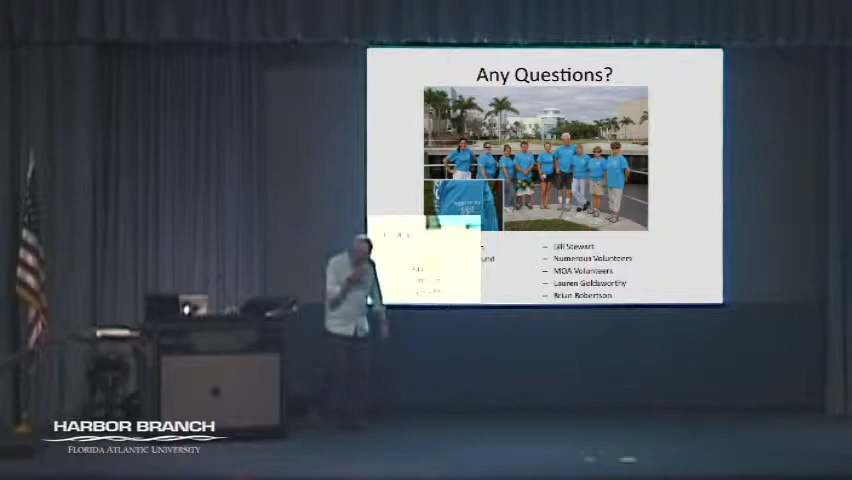 Any Questions?
Bill Stewart
Numerous Volunteers
MOA Volunteers
Lauren Goldsworthy
Brian Robertson
HARBOR BRANCH
FLORIDA ATLANTIC UNIVERSITY